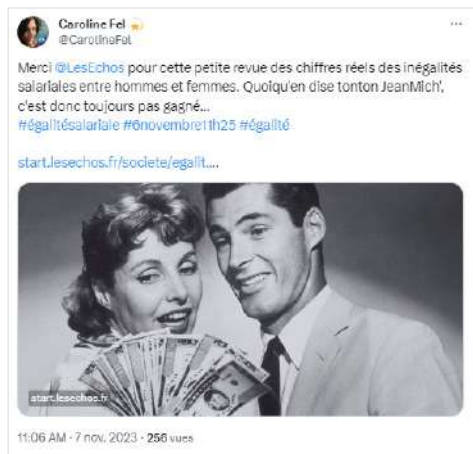 Caroline Fel
@CarolineFel
Merci @LesEchos pour cette petite revue des chiffres réels des inégalités
salariales entre hommes et femmes. Quoiqu'en dise tonton JeanMich',
c'est donc toujours pas gagné...
#égalitésalariale #6novembre11h25 #égalité
start.lesechos.fr/societe/egalit....
start.lesechos.fr
11:06 AM · 7 nov. 2023 · 256 vues